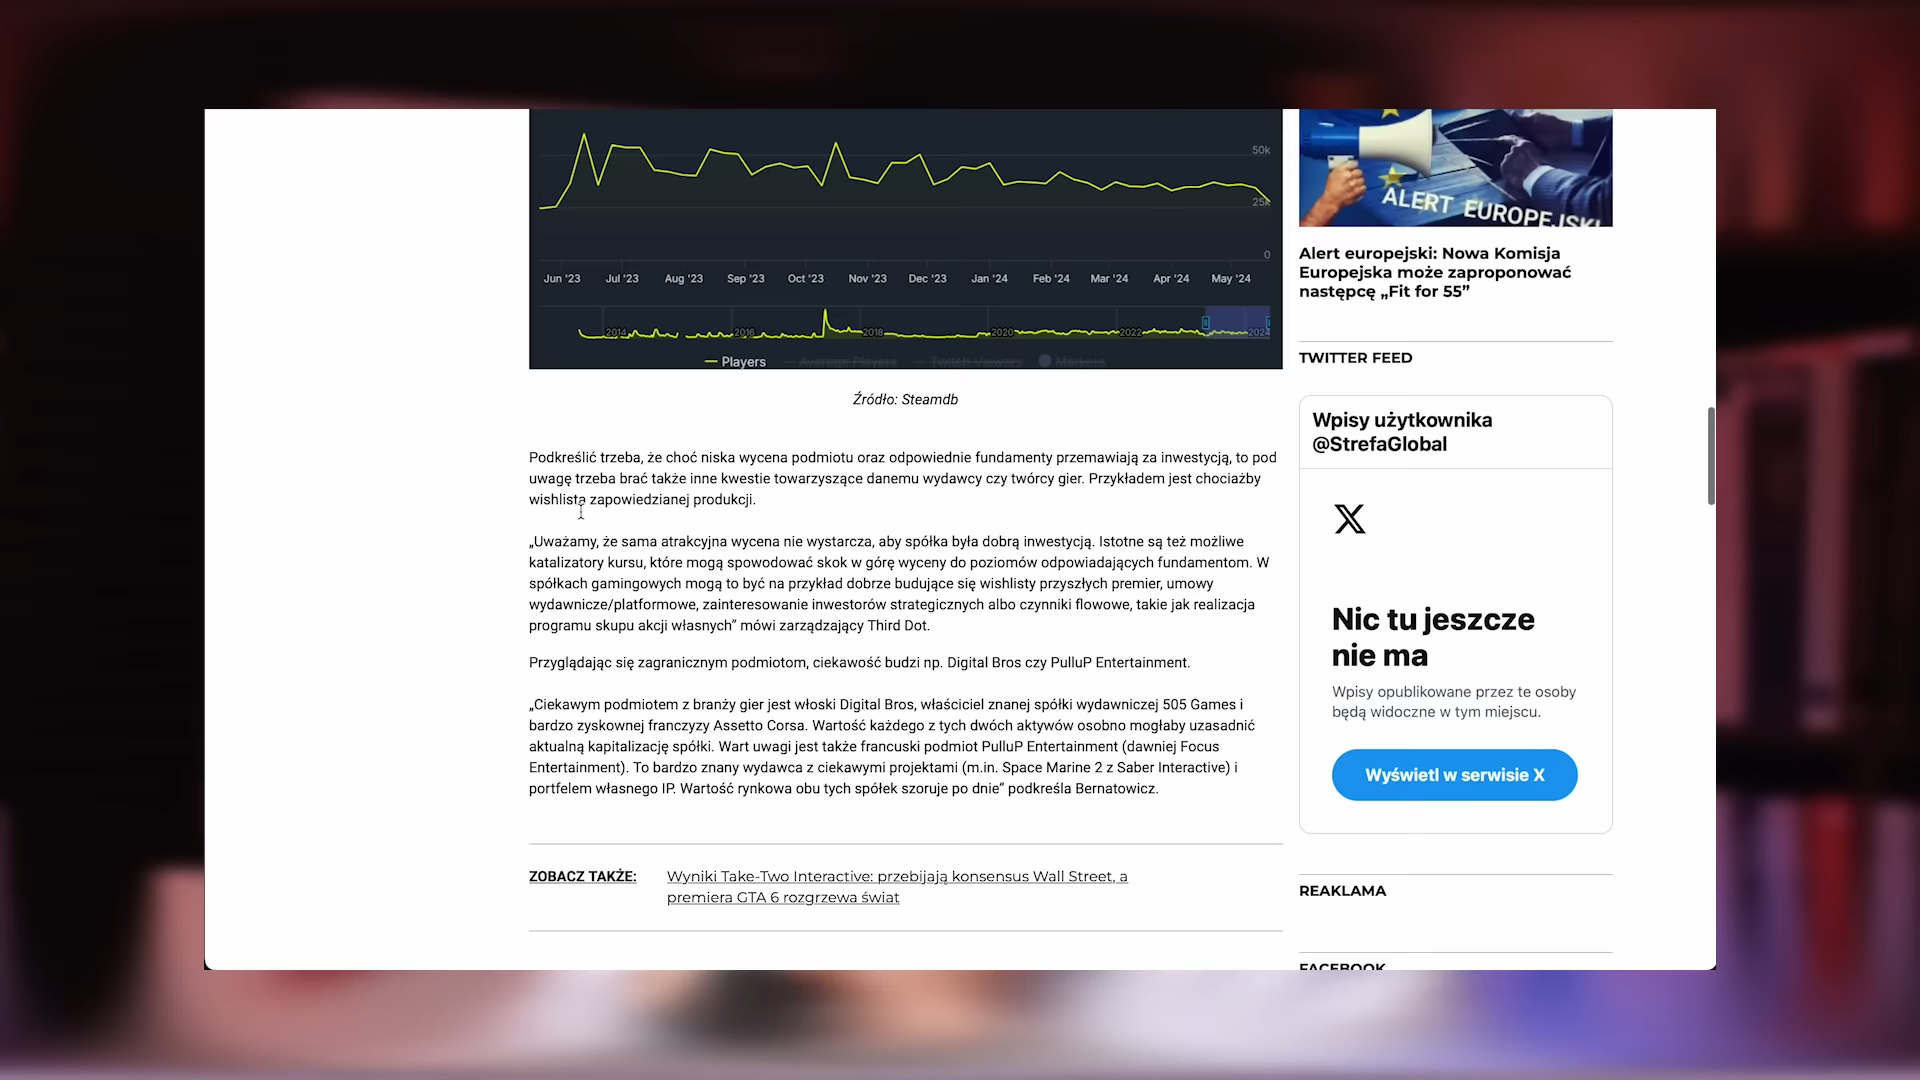 50k
25k
0
Jun '23 Jul '23 Aug '23 Sep '23 Oct '23 Nov '23 Dec '23 Jan '24 Feb '24 Mar '24 Apr '24 May '24
2014 2016 2018 2020 2022 2024
Players Average Players Twitch Viewers Markers
Źródło: Steamdb
Podkreślić trzeba, że choć niska wycena podmiotu oraz odpowiednie fundamenty przemawiają za inwestycją, to pod
uwagę trzeba brać także inne kwestie towarzyszące danemu wydawcy czy twórcy gier. Przykładem jest chociażby
wishlista zapowiedzianej produkcji.
„Uważamy, że sama atrakcyjna wycena nie wystarcza, aby spółka była dobrą inwestycją. Istotne są też możliwe
katalizatory kursu, które mogą spowodować skok w górę wyceny do poziomów odpowiadających fundamentom. W
spółkach gamingowych mogą to być na przykład dobrze budujące się wishlisty przyszłych premier, umowy
wydawnicze/platformowe, zainteresowanie inwestorów strategicznych albo czynniki flowowe, takie jak realizacja
programu skupu akcji własnych” mówi zarządzający Third Dot.
Przyglądając się zagranicznym podmiotom, ciekawość budzi np. Digital Bros czy PulluP Entertainment.
„Ciekawym podmiotem z branży gier jest włoski Digital Bros, właściciel znanej spółki wydawniczej 505 Games i
bardzo zyskownej franczyzy Assetto Corsa. Wartość każdego z tych dwóch aktywów osobno mogłaby uzasadnić
aktualną kapitalizację spółki. Wart uwagi jest także francuski podmiot PulluP Entertainment (dawniej Focus
Entertainment). To bardzo znany wydawca z ciekawymi projektami (m.in. Space Marine 2 z Saber Interactive) i
portfelem własnego IP. Wartość rynkowa obu tych spółek szoruje po dnie” podkreśla Bernatowicz.
ZOBACZ TAKŻE: Wyniki Take-Two Interactive: przebijają konsensus Wall Street, a
premiera GTA 6 rozgrzewa świat
ALERT EUROPEJSKI
Alert europejski: Nowa Komisja
Europejska może zaproponować
następcę „Fit for 55”
TWITTER FEED
Wpisy użytkownika
@StrefaGlobal
Nic tu jeszcze
nie ma
Wpisy opublikowane przez te osoby
będą widoczne w tym miejscu.
Wyświetl w serwisie X
REAKLAMA
FACEBOOK